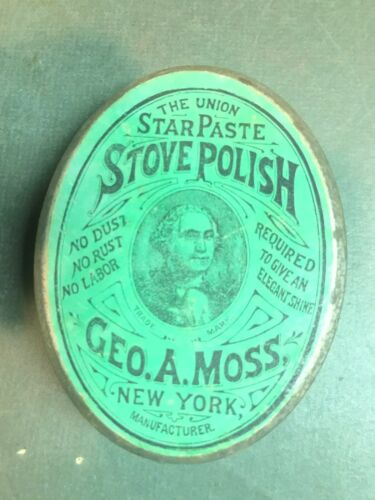 THE UNION
STAR PASTE
STOVE POLISH
NO DUST
NO RUST
NO LABOR
REQUIRED
TO GIVE AN
ELEGANT SHINE
TRADE MARK
GEO. A. MOSS,
NEW YORK,
MANUFACTURER.